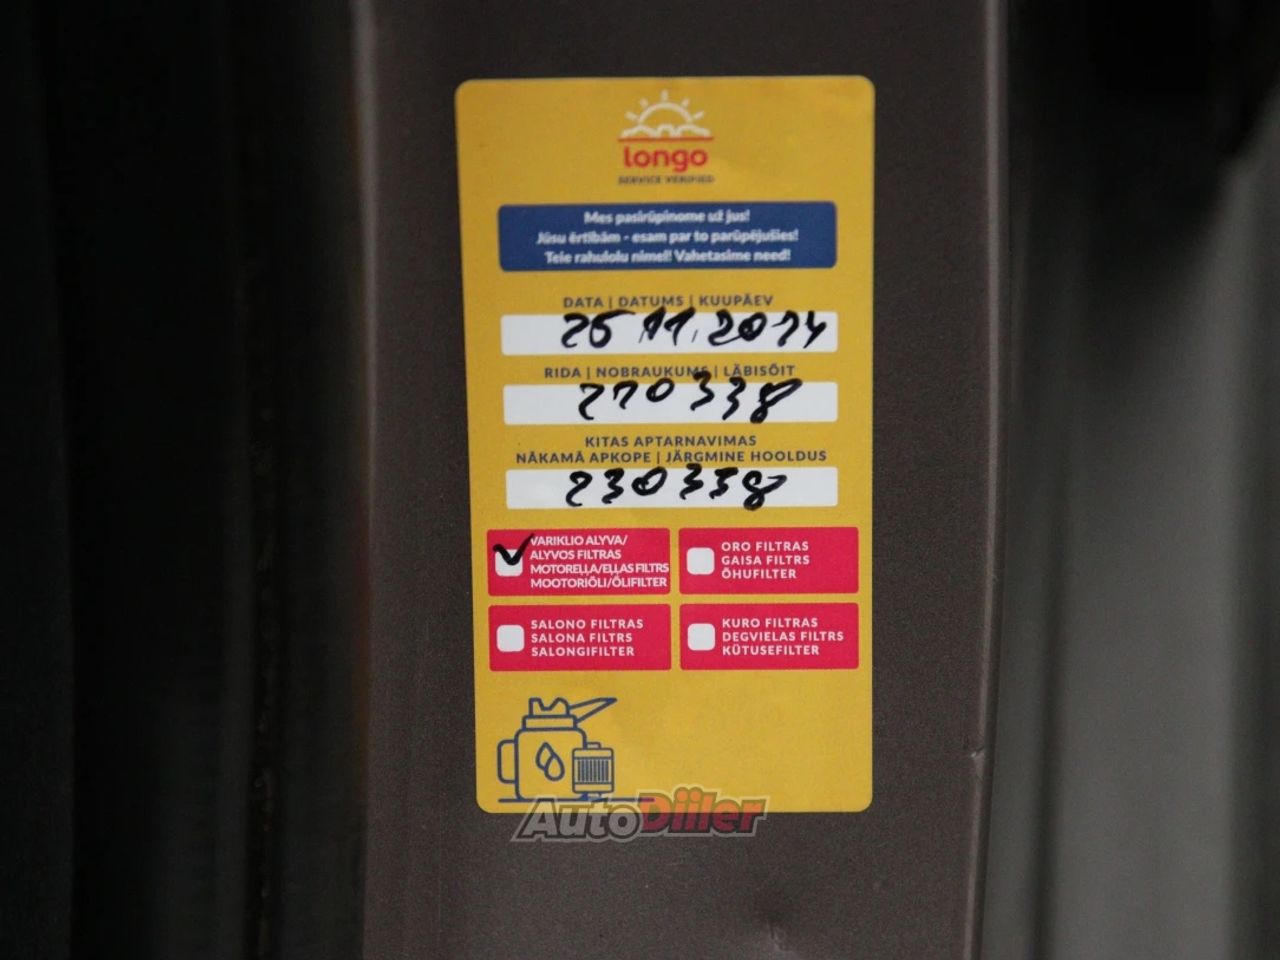 longo
SERVICE VERIFIED
Mes pasirūpinome už jus!
Jūsu ērtībām - esam par to parūpējušies!
Teie rahulolu nimel! Vahetasime need!
DATA | DATUMS | KUUPÄEV
25 11.2014
RIDA | NOBRAUKUMS | LÄBISÕIT
210338
KITAS APTARNAVIMAS
NĀKAMĀ APKOPE | JÄRGMINE HOOLDUS
230338
VARIKLIO ALYVA/
ALYVOS FILTRAS
MOTOREĻĻA/EĻĻAS FILTRS
MOOTORIÕLI/ÕLIFILTER
ORO FILTRAS
GAISA FILTRS
ÕHUFILTER
SALONO FILTRAS
SALONA FILTRS
SALONGIFILTER
KURO FILTRAS
DEGVIELAS FILTRS
KÜTUSEFILTER
AutoDiiler